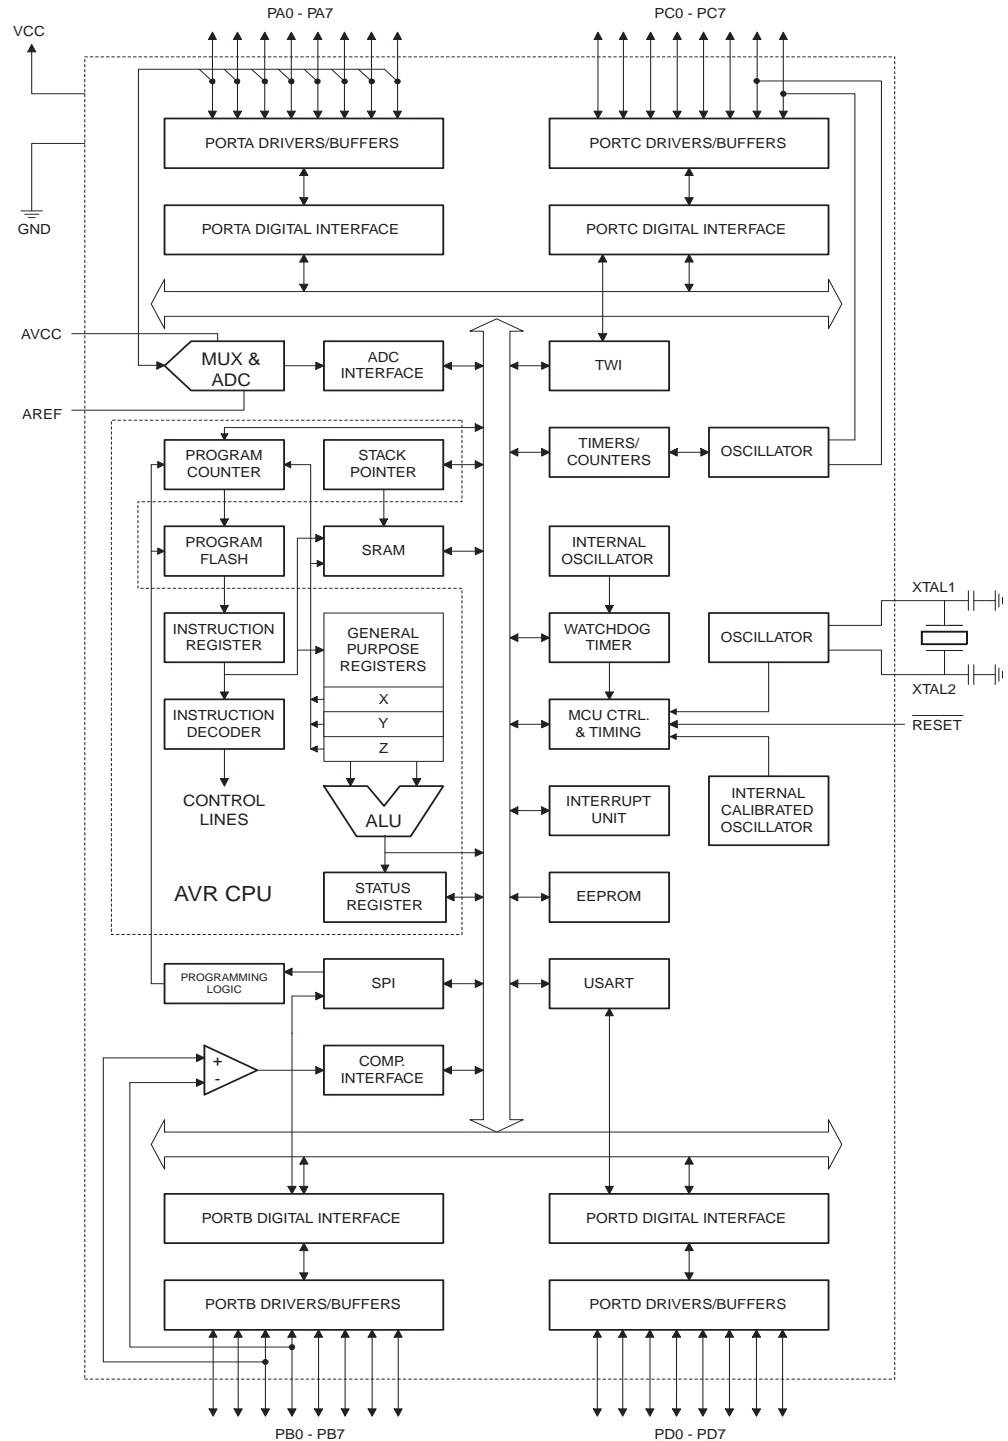 PA0 - PA7
PC0 - PC7
VCC
PORTA DRIVERS/BUFFERS
PORTC DRIVERS/BUFFERS
GND
PORTA DIGITAL INTERFACE
PORTC DIGITAL INTERFACE
AVCC
MUX &
ADC
ADC
INTERFACE
TWI
AREF
PROGRAM
COUNTER
STACK
POINTER
TIMERS/
COUNTERS
OSCILLATOR
PROGRAM
FLASH
SRAM
INTERNAL
OSCILLATOR
XTAL1
INSTRUCTION
REGISTER
GENERAL
PURPOSE
REGISTERS
WATCHDOG
TIMER
OSCILLATOR
XTAL2
X
INSTRUCTION
DECODER
Y
Z
MCU CTRL.
& TIMING
RESET
CONTROL
LINES
ALU
INTERRUPT
UNIT
INTERNAL
CALIBRATED
OSCILLATOR
AVR CPU
STATUS
REGISTER
EEPROM
PROGRAMMING
LOGIC
SPI
USART
+
-
COMP.
INTERFACE
PORTB DIGITAL INTERFACE
PORTD DIGITAL INTERFACE
PORTB DRIVERS/BUFFERS
PORTD DRIVERS/BUFFERS
PB0 - PB7
PD0 - PD7